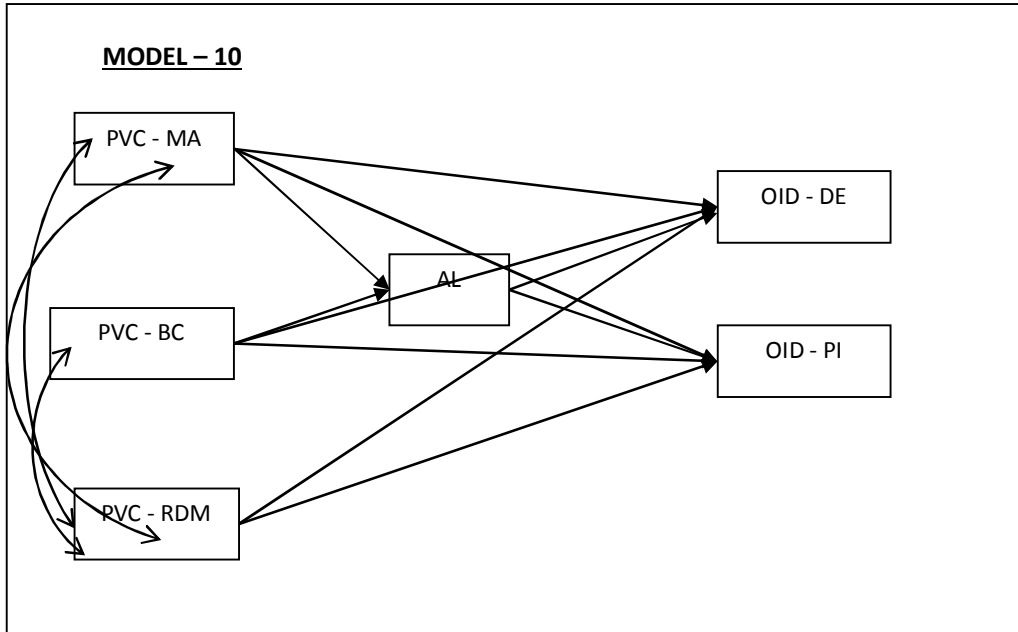 MODEL – 10
PVC - MA
OID - DE
AL
PVC - BC
OID - PI
PVC - RDM